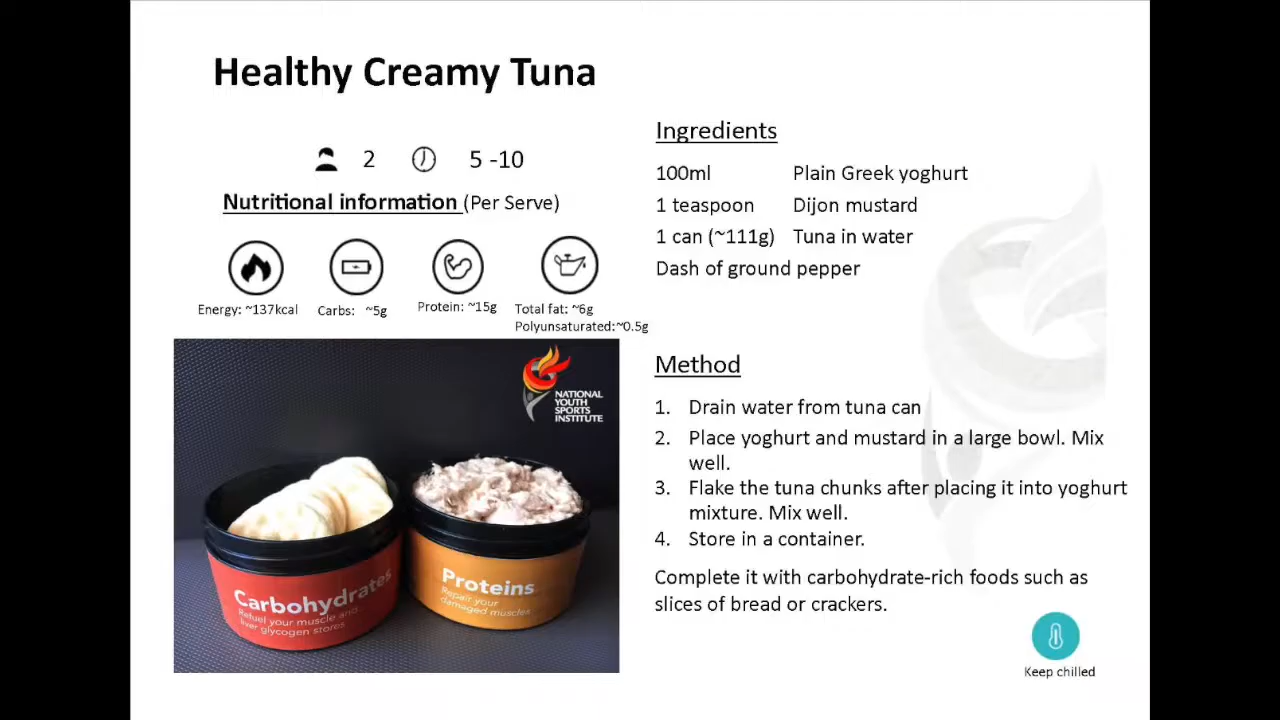 Healthy Creamy Tuna
2 5 -10
Nutritional information (Per Serve)
Energy: ~137kcal
Carbs: ~5g
Protein: ~15g
Total fat: ~6g
Polyunsaturated:~0.5g
NATIONAL
YOUTH
SPORTS
INSTITUTE
Carbohydrates
Refuel your muscle and
liver glycogen stores
Proteins
Repair your
damaged muscles
Ingredients
100ml Plain Greek yoghurt
1 teaspoon Dijon mustard
1 can (~111g) Tuna in water
Dash of ground pepper
Method
1. Drain water from tuna can
2. Place yoghurt and mustard in a large bowl. Mix
well.
3. Flake the tuna chunks after placing it into yoghurt
mixture. Mix well.
4. Store in a container.
Complete it with carbohydrate-rich foods such as
slices of bread or crackers.
Keep chilled